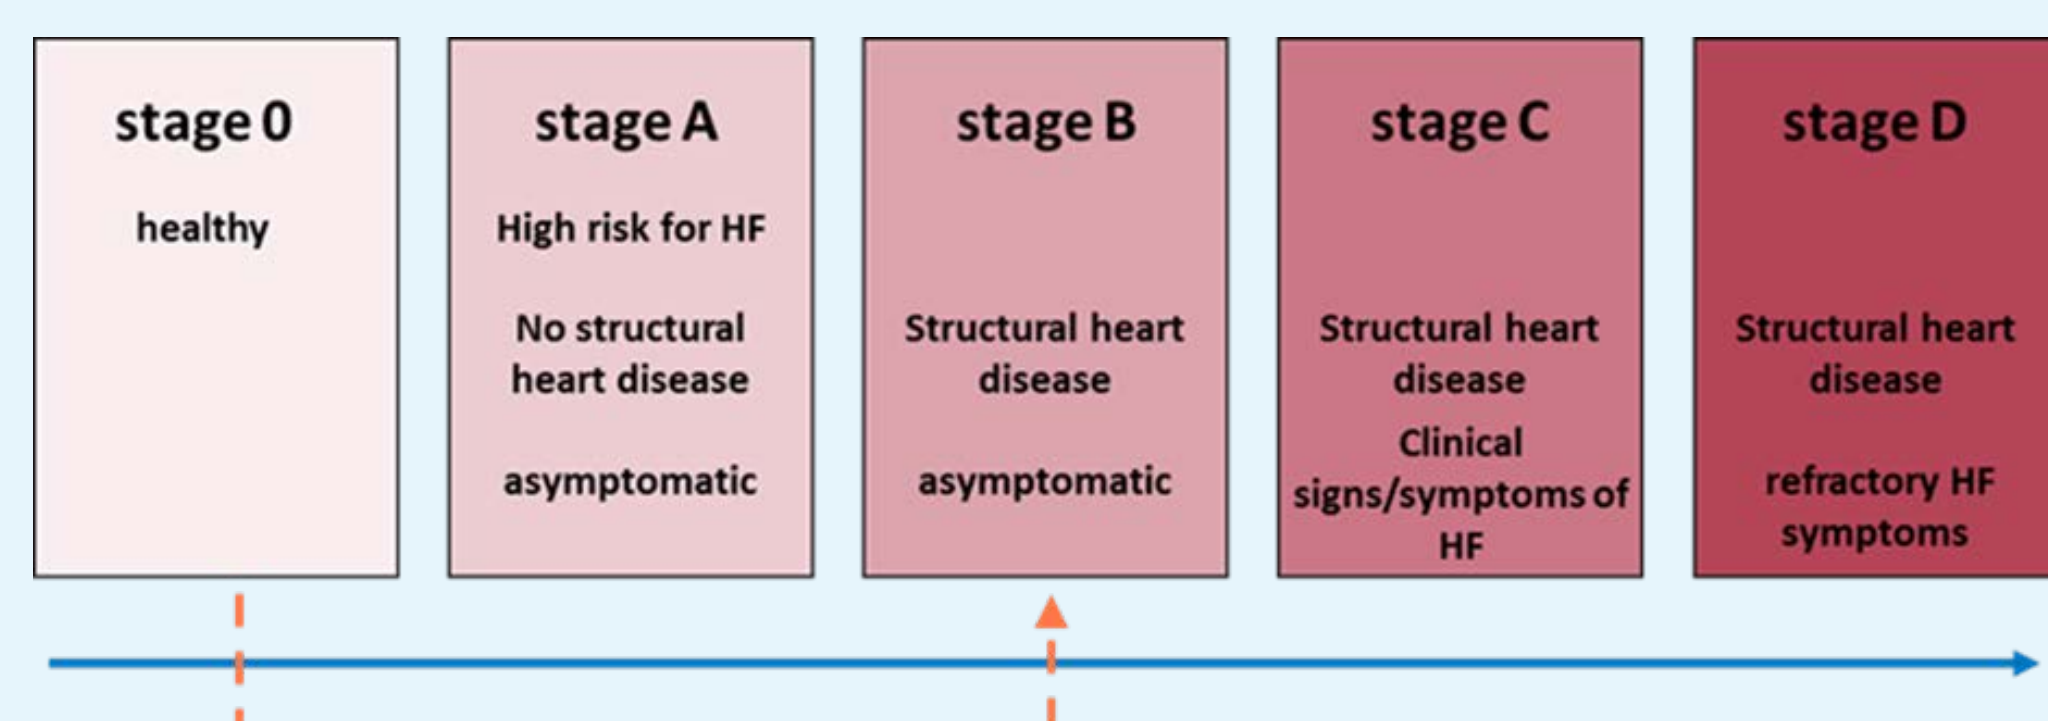 stage 0
healthy
stage A
High risk for HF
No structural
heart disease
asymptomatic
stage B
Structural heart
disease
asymptomatic
stage C
Structural heart
disease
Clinical
signs/symptoms of
HF
stage D
Structural heart
disease
refractory HF
symptoms